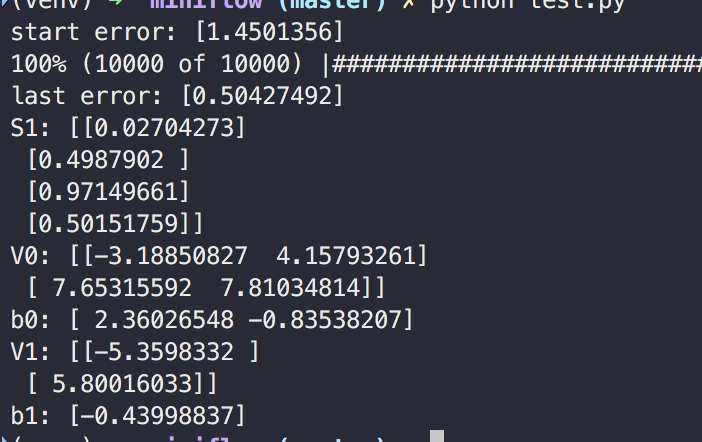 (venv) ➜ miniflow (master) ✗ python test.py
start error: [1.4501356]
100% (10000 of 10000) |###########################
last error: [0.50427492]
S1: [[0.02704273]
 [0.4987902 ]
 [0.97149661]
 [0.50151759]]
V0: [[-3.18850827  4.15793261]
 [ 7.65315592  7.81034814]]
b0: [ 2.36026548 -0.83538207]
V1: [[-5.3598332 ]
 [ 5.80016033]]
b1: [-0.43998837]